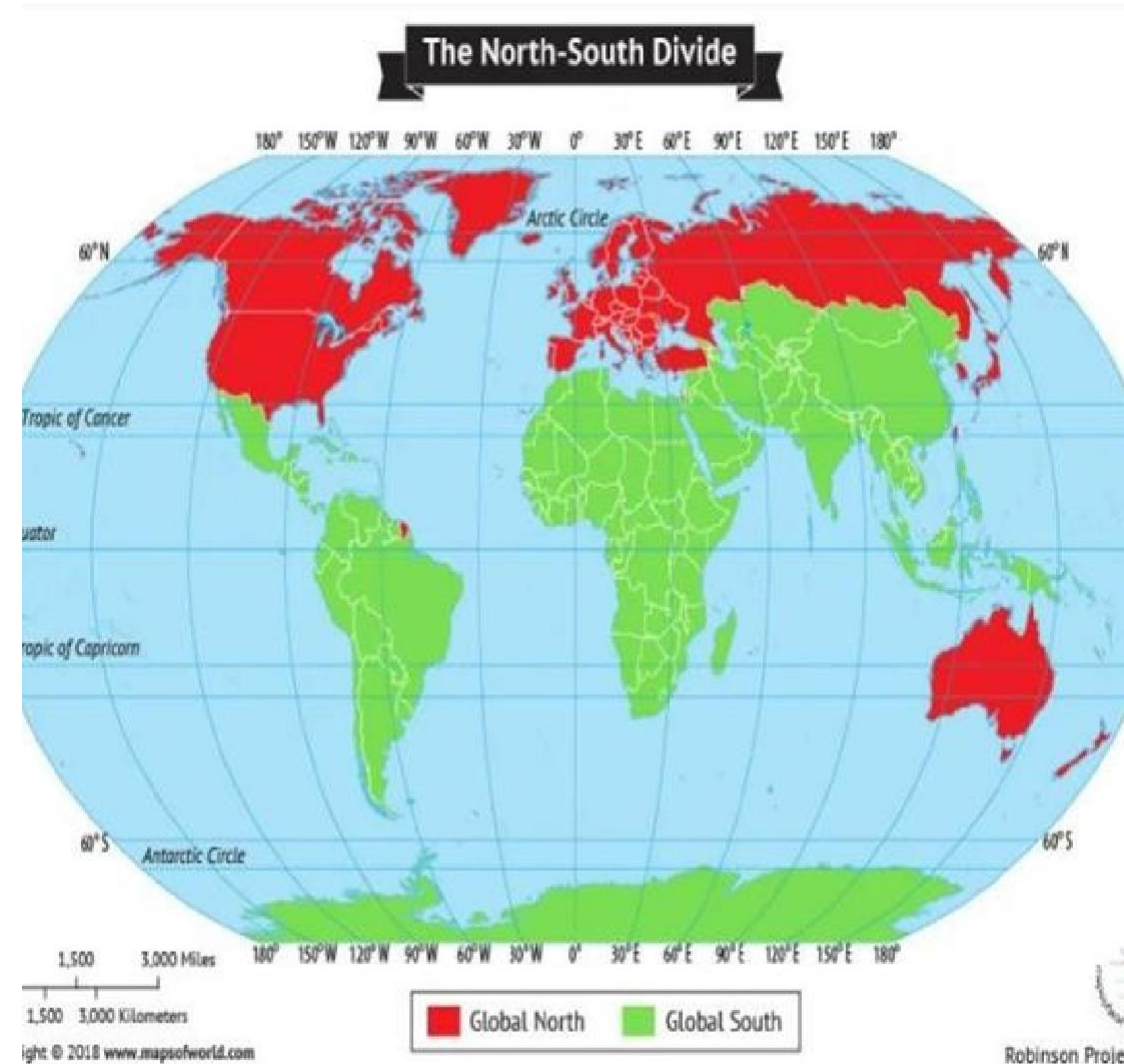 The North-South Divide
180° 150°W 120°W 90°W 60°W 30°W 0° 30°E 60°E 90°E 120°E 150°E 180°
Arctic Circle
60°N 60°N
Tropic of Cancer
uator
ropic of Capricorn
60°S 60°S
Antarctic Circle
180° 150°W 120°W 90°W 60°W 30°W 0° 30°E 60°E 90°E 120°E 150°E 180°
1,500 3,000 Miles
1,500 3,000 Kilometers
Global North Global South
ight © 2018 www.mapsofworld.com
Robinson Proje